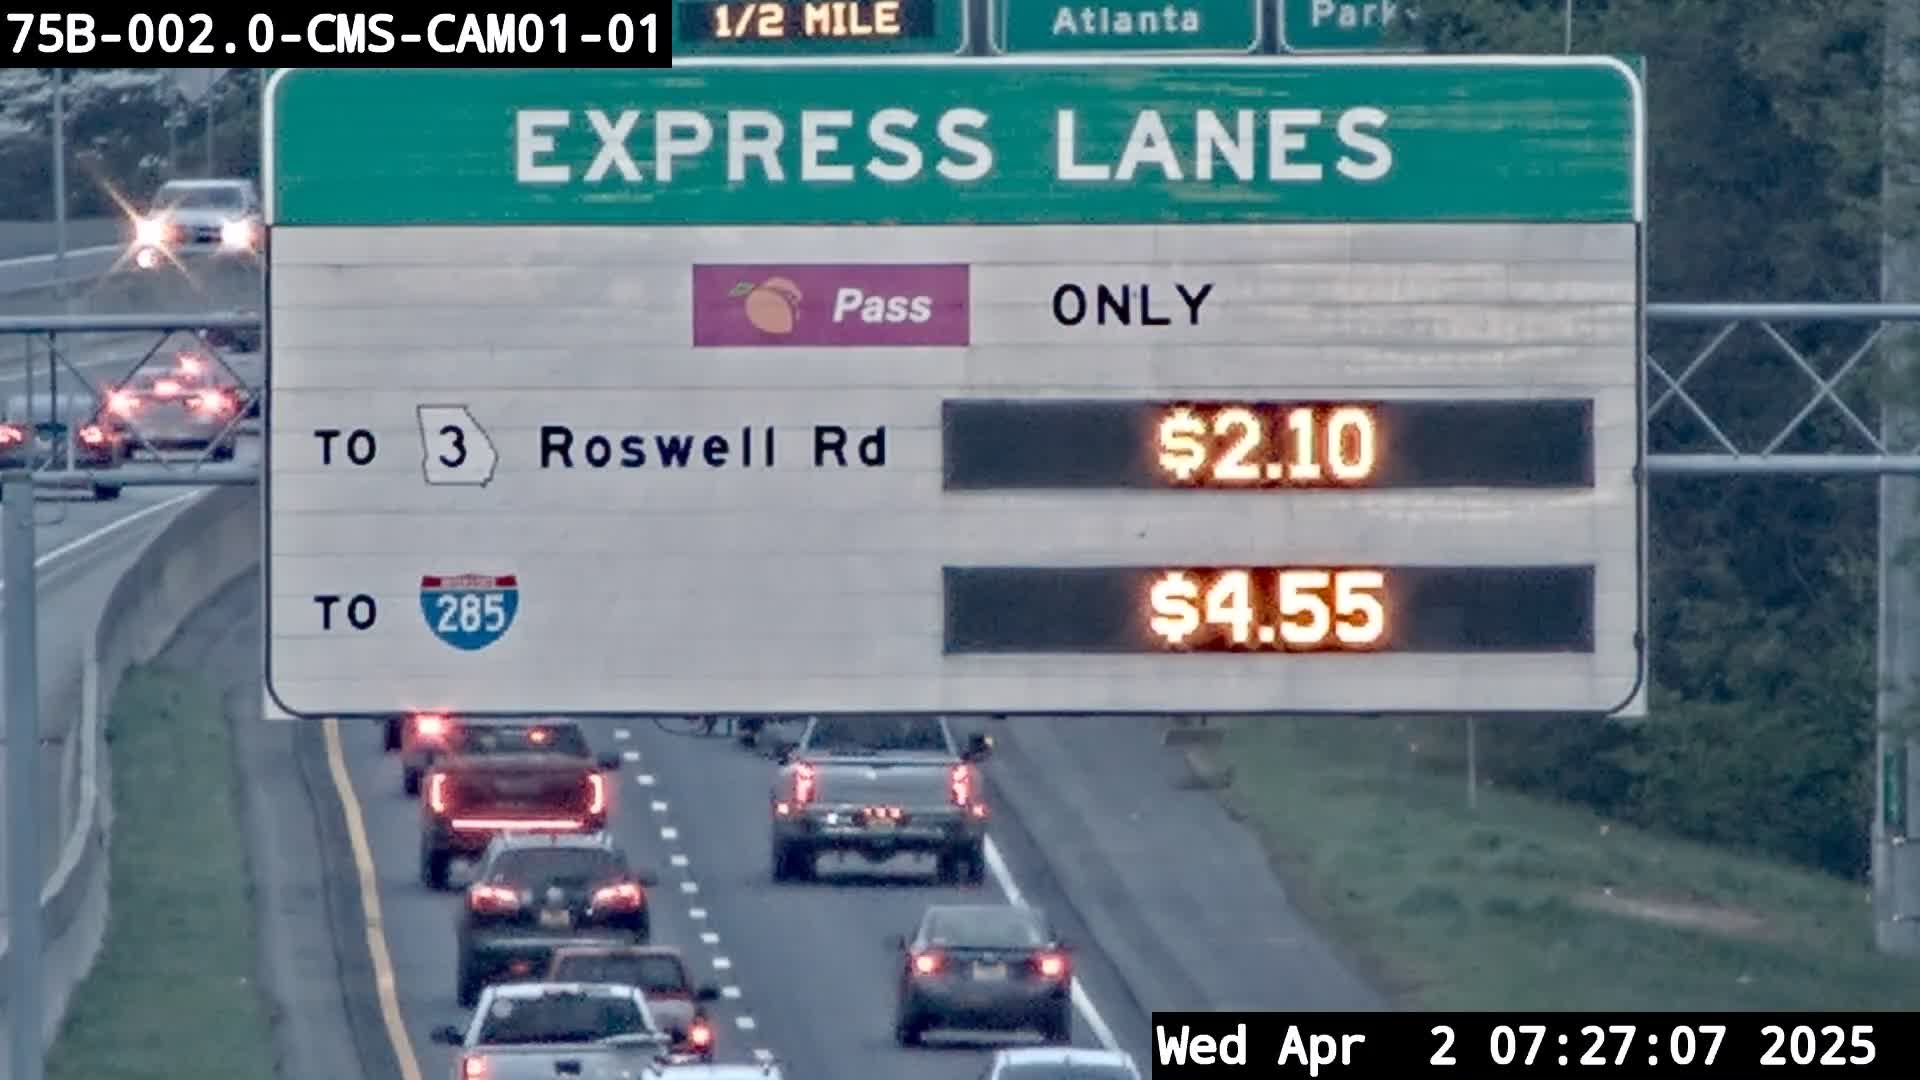 75B-002.0-CMS-CAM01-01
1/2 MILE
Atlanta
Park
EXPRESS LANES
Pass ONLY
TO 3 Roswell Rd $2.10
TO 285 $4.55
Wed Apr 2 07:27:07 2025